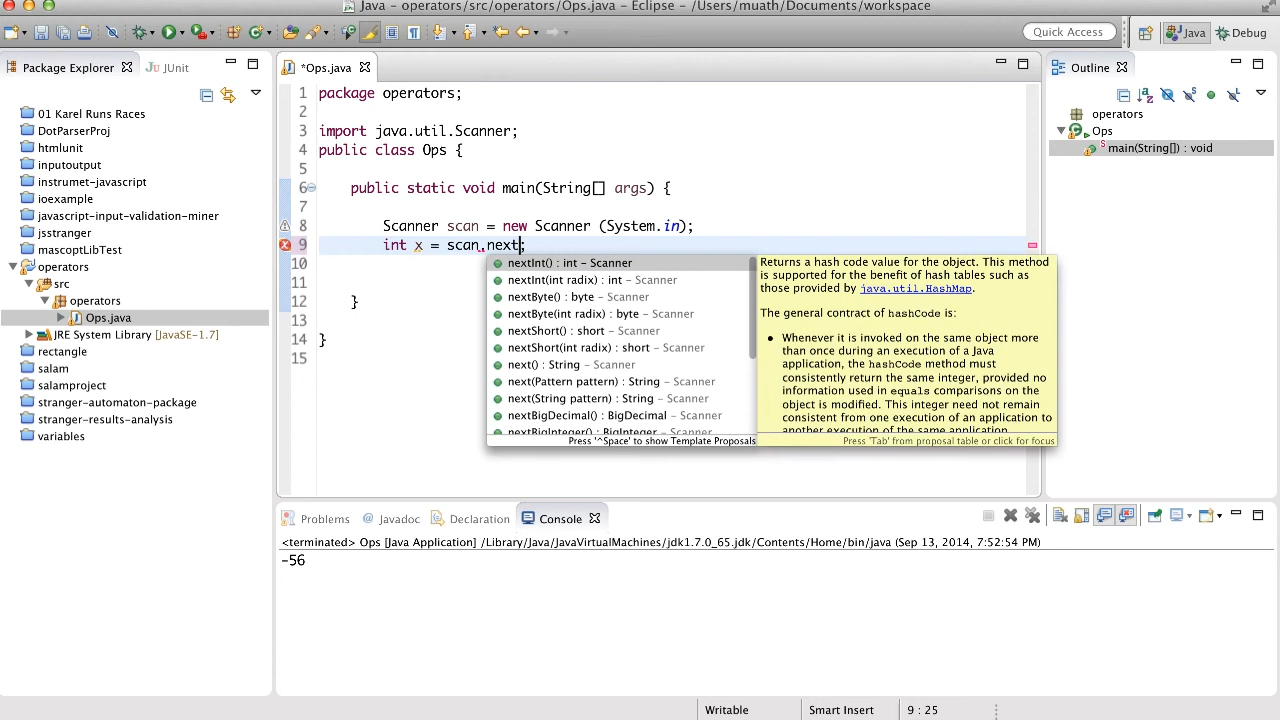 Java - operators/src/operators/Ops.java - Eclipse - /Users/muath/Documents/workspace
Quick Access
Java
Debug
Package Explorer
JUnit
01 Karel Runs Races
DotParserProj
htmlunit
inputoutput
instrumet-javascript
ioexample
javascript-input-validation-miner
jsstranger
mascoptLibTest
operators
src
operators
Ops.java
JRE System Library [JavaSE-1.7]
rectangle
salam
salamproject
stranger-automaton-package
stranger-results-analysis
variables
*Ops.java
1 package operators;
2
3 import java.util.Scanner;
4 public class Ops {
5
6 public static void main(String[] args) {
7
8 Scanner scan = new Scanner (System.in);
9 int x = scan.next;
10
11
12 }
13
14 }
15
nextInt() : int - Scanner
nextInt(int radix) : int - Scanner
nextByte() : byte - Scanner
nextByte(int radix) : byte - Scanner
nextShort() : short - Scanner
nextShort(int radix) : short - Scanner
next() : String - Scanner
next(Pattern pattern) : String - Scanner
next(String pattern) : String - Scanner
nextBigDecimal() : BigDecimal - Scanner
nextBigInteger() : BigInteger - Scanner
Press '^Space' to show Template Proposals
Returns a hash code value for the object. This method
is supported for the benefit of hash tables such as
those provided by java.util.HashMap.
The general contract of hashCode is:
• Whenever it is invoked on the same object more
than once during an execution of a Java
application, the hashCode method must
consistently return the same integer, provided no
information used in equals comparisons on the
object is modified. This integer need not remain
consistent from one execution of an application to
another execution of the same application.
Press 'Tab' from proposal table or click for focus
Outline
operators
Ops
main(String[]) : void
Problems
@ Javadoc
Declaration
Console
<terminated> Ops [Java Application] /Library/Java/JavaVirtualMachines/jdk1.7.0_65.jdk/Contents/Home/bin/java (Sep 13, 2014, 7:52:54 PM)
-56
Writable
Smart Insert
9 : 25